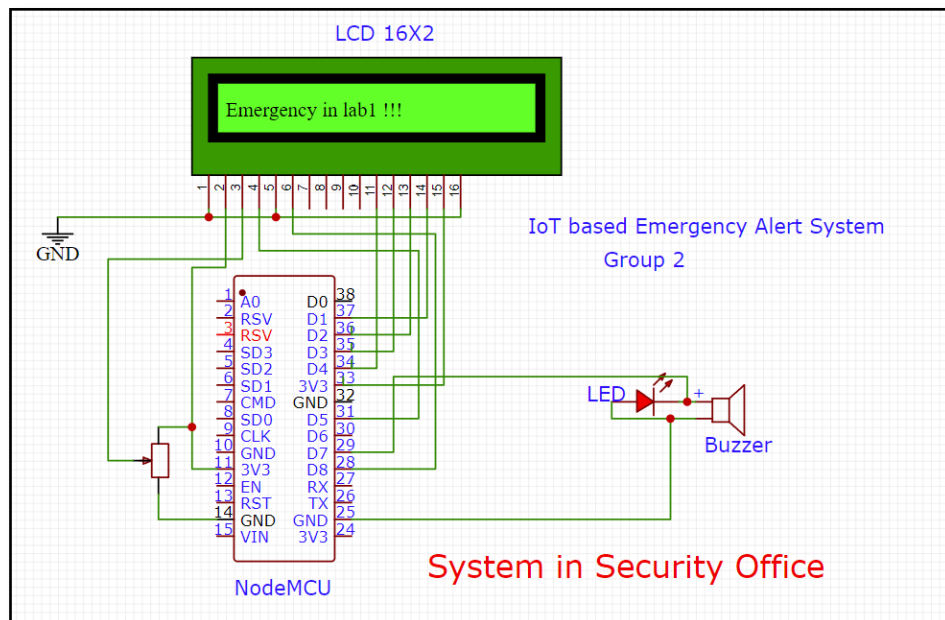 LCD 16X2
Emergency in lab1 !!!
1 2 3 4 5 6 7 8 9 10 11 12 13 14 15 16
GND
IoT based Emergency Alert System
Group 2
1 A0 D0 38
2 RSV D1 37
3 RSV D2 36
4 SD3 D3 35
5 SD2 D4 34
6 SD1 3V3 33
7 CMD GND 32
8 SD0 D5 31
9 CLK D6 30
10 GND D7 29
11 3V3 D8 28
12 EN RX 27
13 RST TX 26
14 GND GND 25
15 VIN 3V3 24
NodeMCU
LED
+
Buzzer
System in Security Office